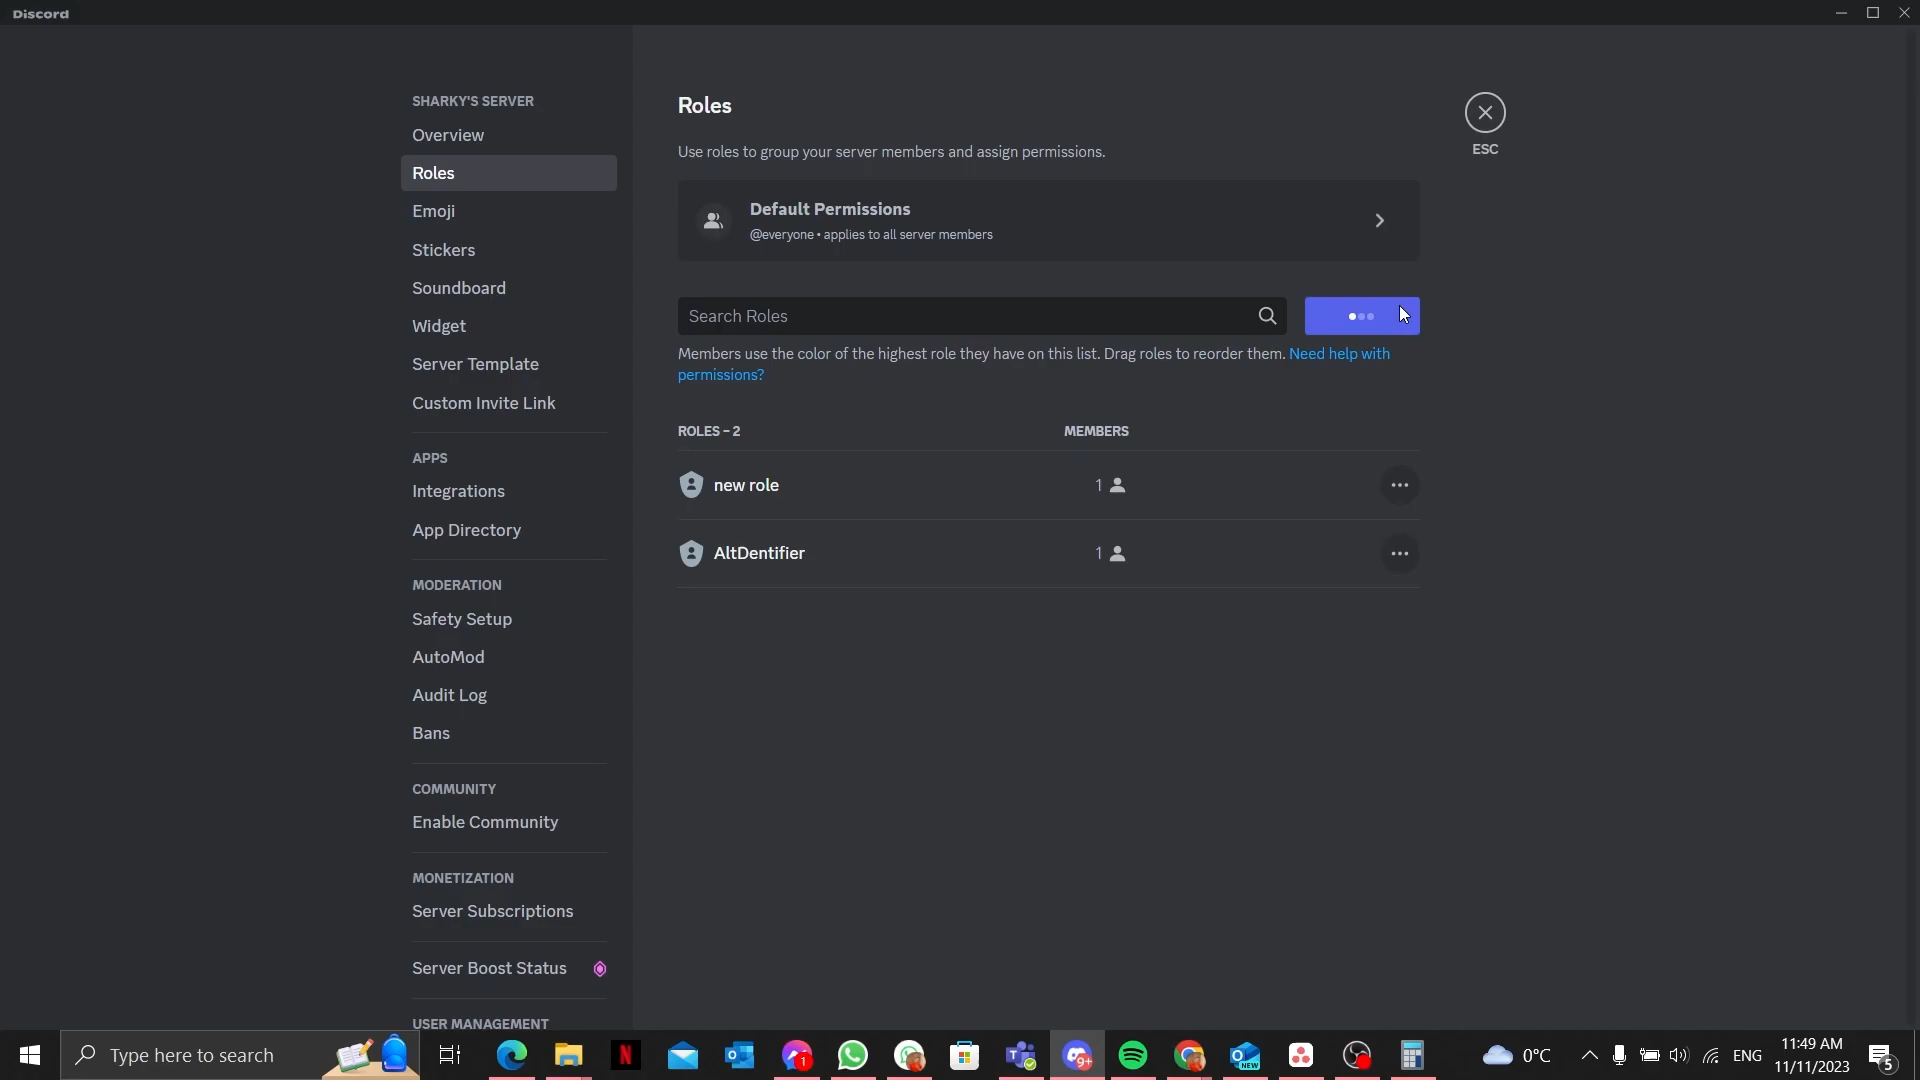 Discord
SHARKY'S SERVER
Overview
Roles
Emoji
Stickers
Soundboard
Widget
Server Template
Custom Invite Link
APPS
Integrations
App Directory
MODERATION
Safety Setup
AutoMod
Audit Log
Bans
COMMUNITY
Enable Community
MONETIZATION
Server Subscriptions
Server Boost Status
USER MANAGEMENT
Roles
Use roles to group your server members and assign permissions.
ESC
Default Permissions
@everyone • applies to all server members
Search Roles
Members use the color of the highest role they have on this list. Drag roles to reorder them. Need help with
permissions?
ROLES – 2 MEMBERS
new role 1
AltDentifier 1
Type here to search
N
1
9+
NEW
0°C
ENG
11:49 AM
11/11/2023
5